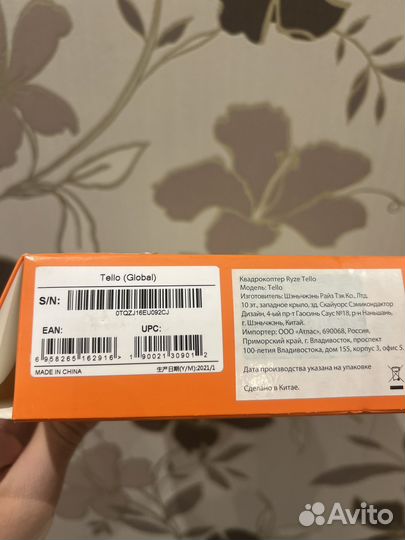 Tello (Global)
S/N:
0TQZJ16EU092CJ
EAN:
UPC:
6 958265 162916 >
1 90021 30901 2
MADE IN CHINA
生产日期(Y/M):2021/1
Квадрокоптер Ryze Tello
Модель: Tello
Изготовитель: Шэньчжэнь Райз Тэк Ко., Лтд.
10 эт, западное крыло, зд. Скайуорс Сэмикондактор
Дизайн, 4-ый пр-т Гаосинь Саус №18, р-н Наньшань,
г. Шэньчжэнь, Китай.
Импортер: ООО «Атлас», 690068, Россия,
Приморский край, г. Владивосток, проспект
100-летия Владивостока, дом 155, корпус 3, офис 5.
Дата производства указана на упаковке
Сделано в Китае.
Avito